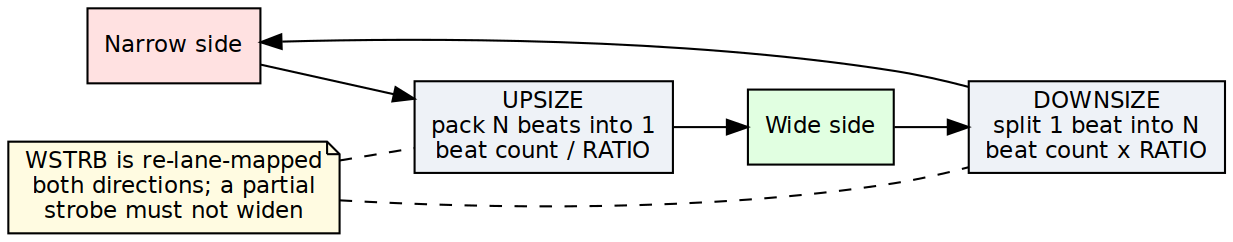 Narrow side
UPSIZE
pack N beats into 1
beat count / RATIO
Wide side
DOWNSIZE
split 1 beat into N
beat count x RATIO
WSTRB is re-lane-mapped
both directions; a partial
strobe must not widen